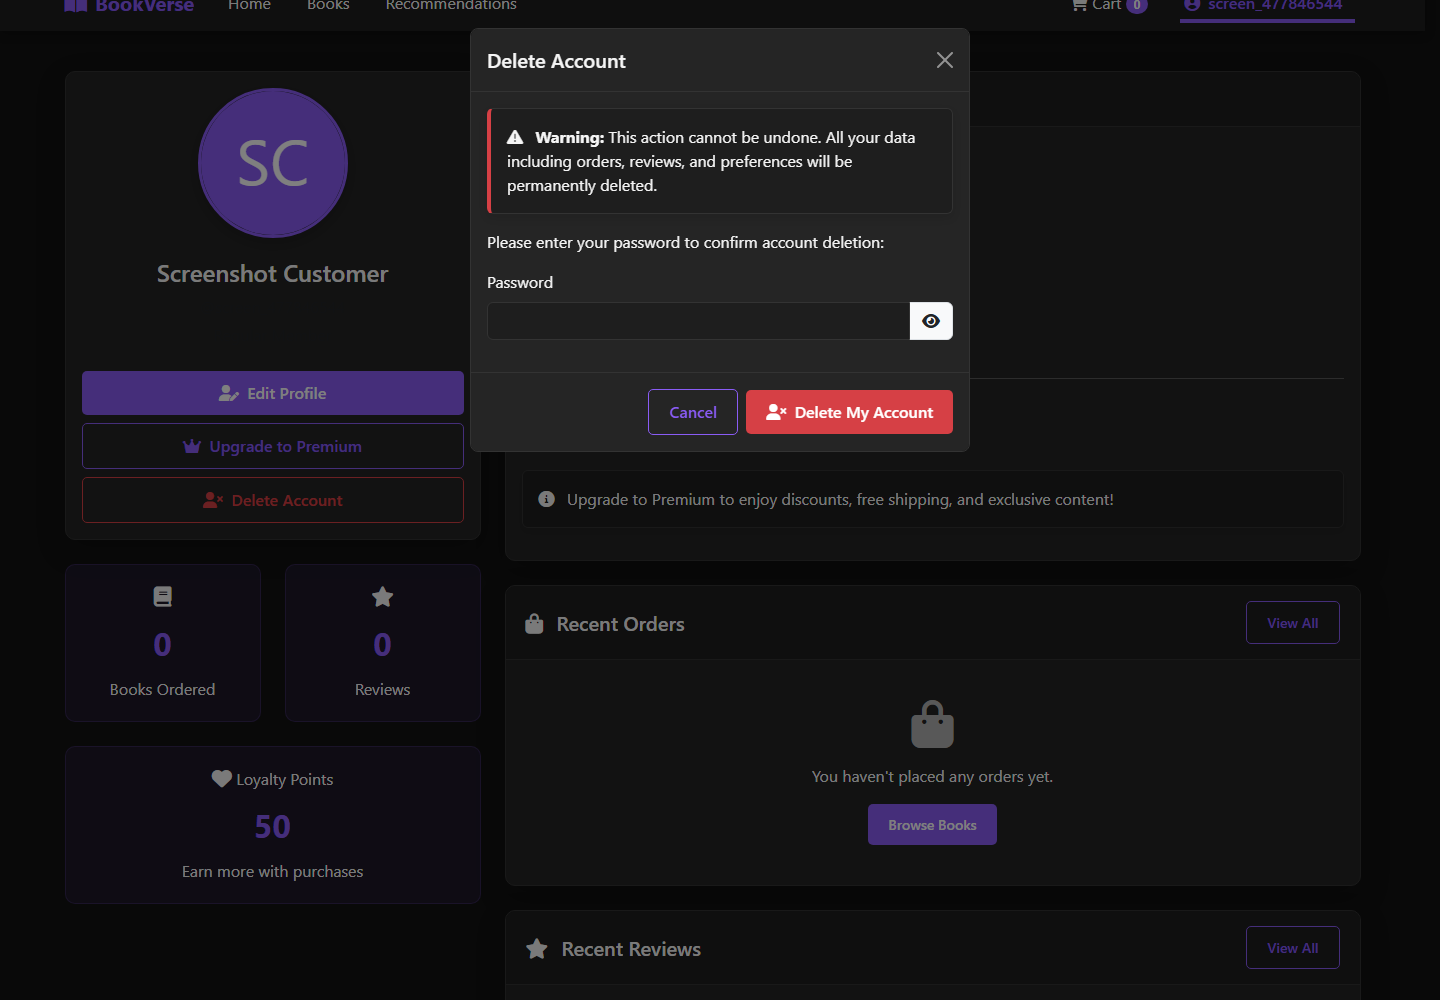 BookVerse Home Books Recommendations Cart 0 screen_477846544
Delete Account
Warning: This action cannot be undone. All your data
including orders, reviews, and preferences will be
permanently deleted.
Please enter your password to confirm account deletion:
Password
Cancel Delete My Account
SC
Screenshot Customer
Edit Profile
Upgrade to Premium
Delete Account
0
Books Ordered
0
Reviews
Loyalty Points
50
Earn more with purchases
Upgrade to Premium to enjoy discounts, free shipping, and exclusive content!
Recent Orders View All
You haven't placed any orders yet.
Browse Books
Recent Reviews View All